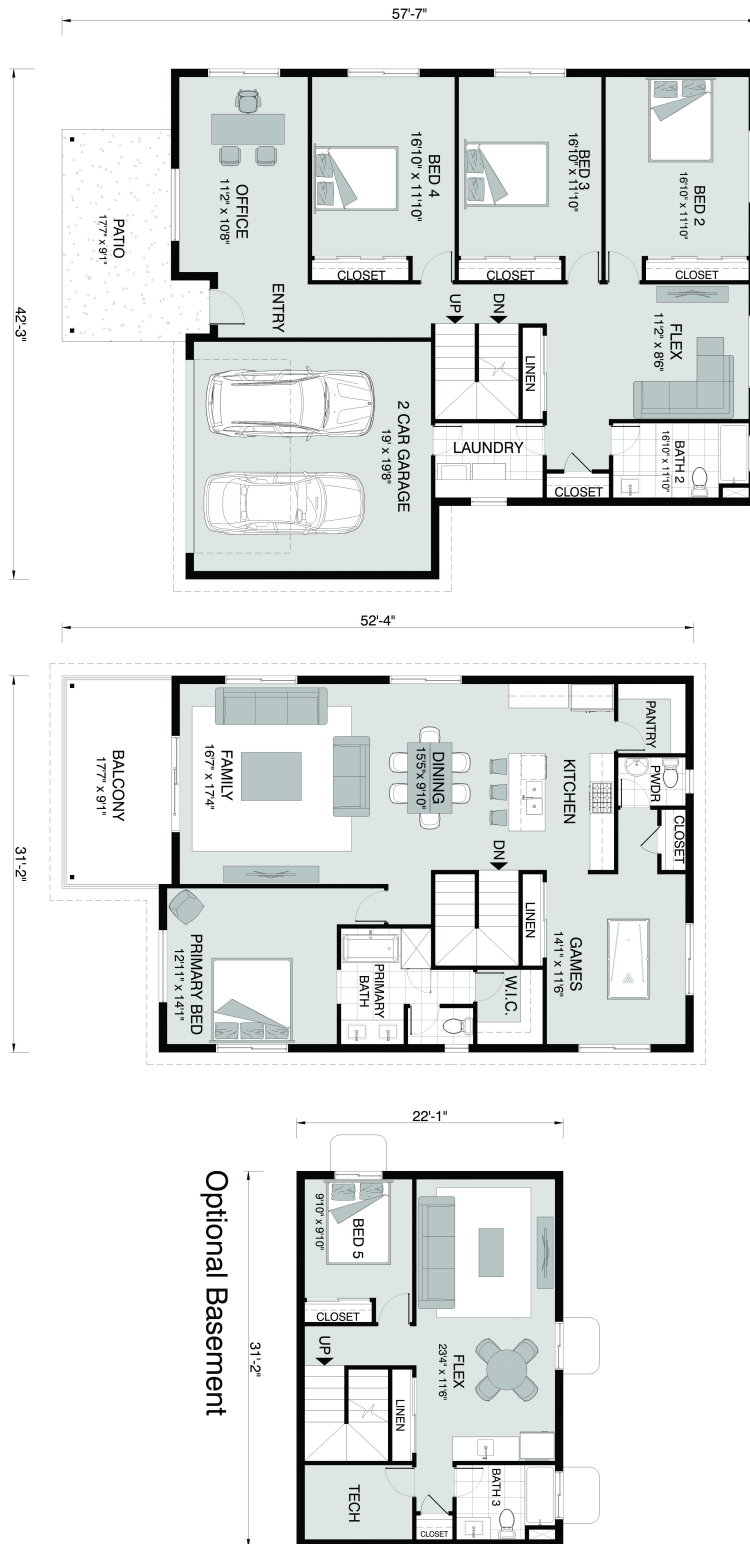 57'-7"
42'-3"
PATIO
17'7" x 9'1"
OFFICE
11'2" x 10'8"
BED 4
16'10" x 11'10"
BED 3
16'10" x 11'10"
BED 2
16'10" x 11'10"
CLOSET
CLOSET
CLOSET
ENTRY
UP
DN
LINEN
FLEX
11'2" x 8'6"
2 CAR GARAGE
19' x 19'8"
LAUNDRY
CLOSET
BATH 2
16'10" x 11'10"
52'-4"
31'-2"
BALCONY
17'7" x 9'1"
FAMILY
16'7" x 17'4"
DINING
15'5" x 9'10"
KITCHEN
PANTRY
PWDR
CLOSET
DN
LINEN
GAMES
14'1" x 11'6"
PRIMARY BED
12'11" x 14'1"
PRIMARY
BATH
W.I.C.
22'-1"
31'-2"
Optional Basement
BED 5
9'10" x 9'10"
CLOSET
UP
FLEX
23'4" x 11'6"
LINEN
TECH
BATH 3
CLOSET